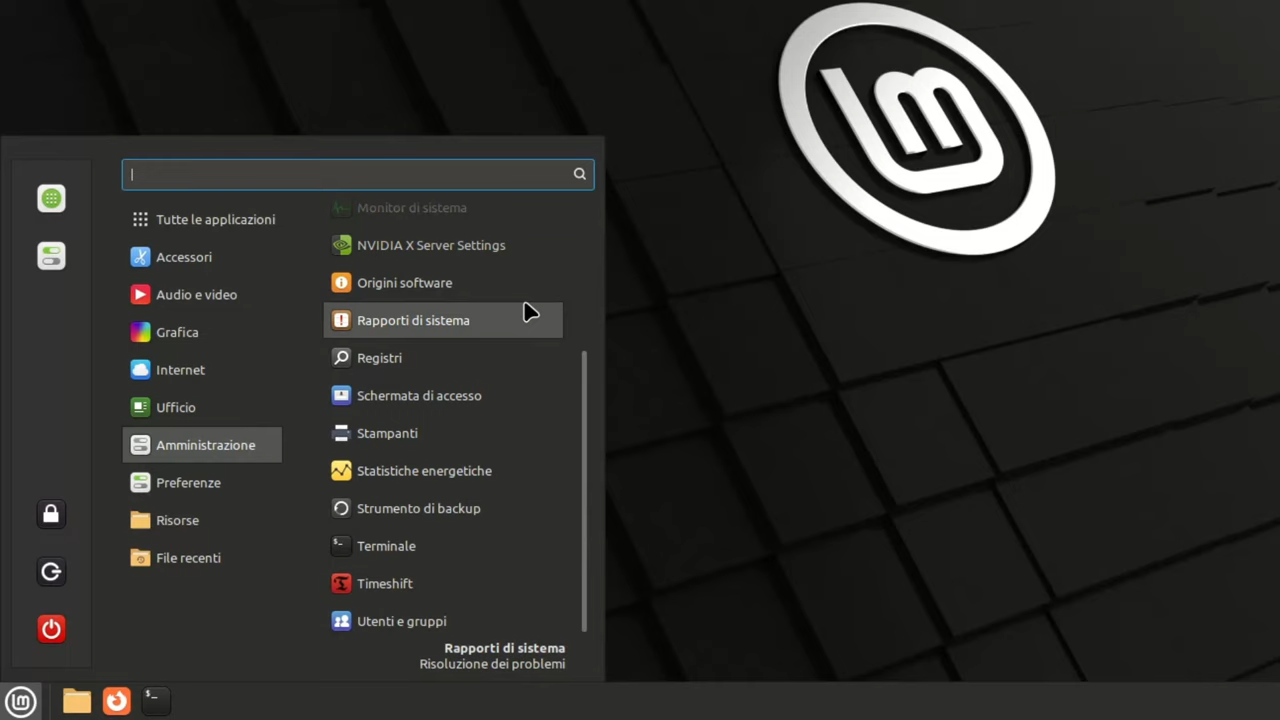 Tutte le applicazioni
Accessori
Audio e video
Grafica
Internet
Ufficio
Amministrazione
Preferenze
Risorse
File recenti
Monitor di sistema
NVIDIA X Server Settings
Origini software
Rapporti di sistema
Registri
Schermata di accesso
Stampanti
Statistiche energetiche
Strumento di backup
Terminale
Timeshift
Utenti e gruppi
Rapporti di sistema
Risoluzione dei problemi